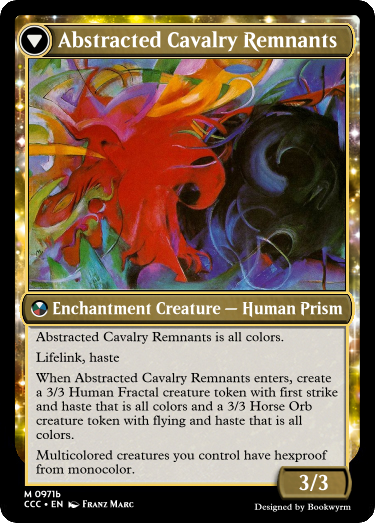 Abstracted Cavalry Remnants
Enchantment Creature — Human Prism
Abstracted Cavalry Remnants is all colors.
Lifelink, haste
When Abstracted Cavalry Remnants enters, create
a 3/3 Human Fractal creature token with first strike
and haste that is all colors and a 3/3 Horse Orb
creature token with flying and haste that is all
colors.
Multicolored creatures you control have hexproof
from monocolor.
3/3
M 0971b
CCC • EN Franz Marc
Designed by Bookwyrm